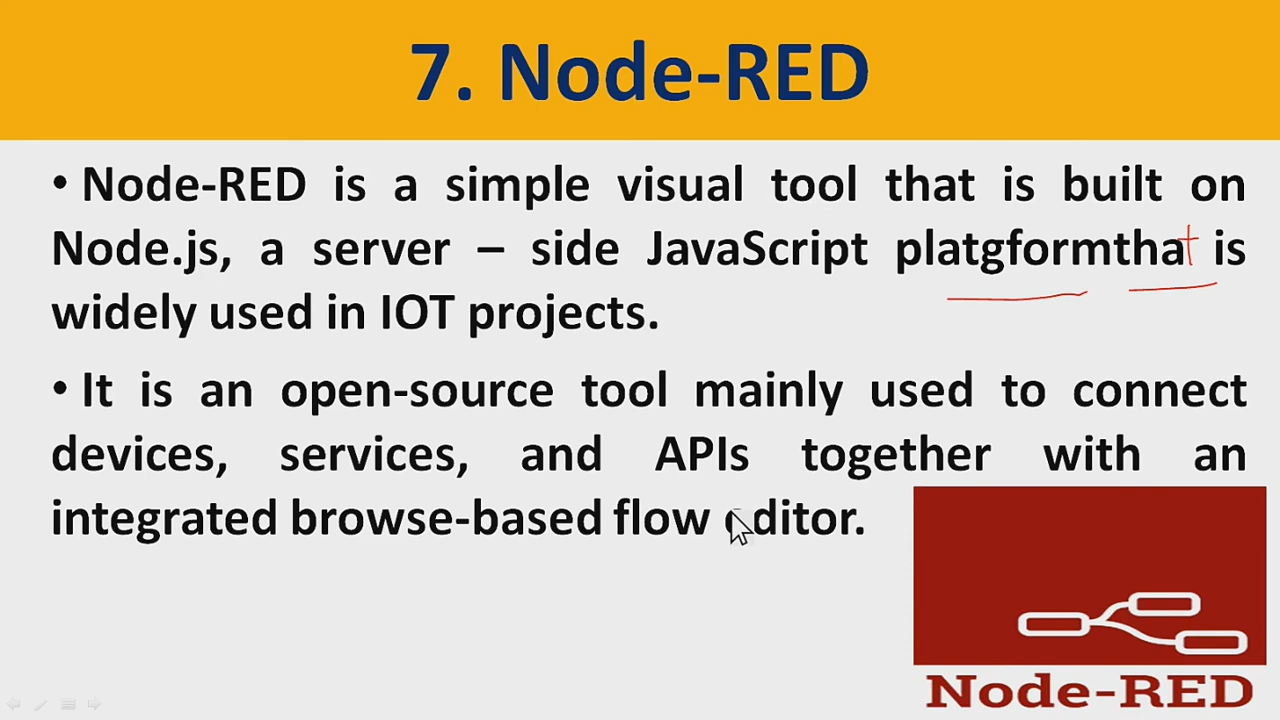 7. Node-RED
• Node-RED is a simple visual tool that is built on
Node.js, a server – side JavaScript platgformthat is
widely used in IOT projects.
• It is an open-source tool mainly used to connect
devices, services, and APIs together with an
integrated browse-based flow editor.
Node-RED